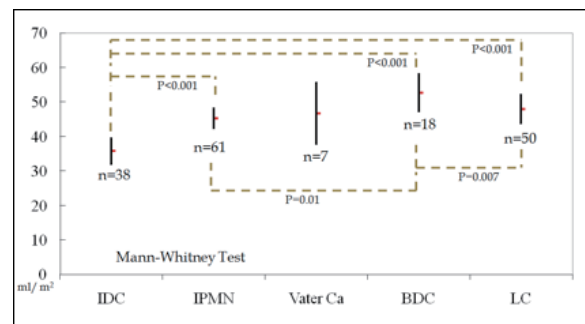 70
P<0.001
60
P<0.001
P<0.001
50
n=18
n=50
40
n=61
n=7
n=38
30
P=0.007
20
P=0.01
10
Mann-Whitney Test
0
ml/ m²
IDC IPMN Vater Ca BDC LC